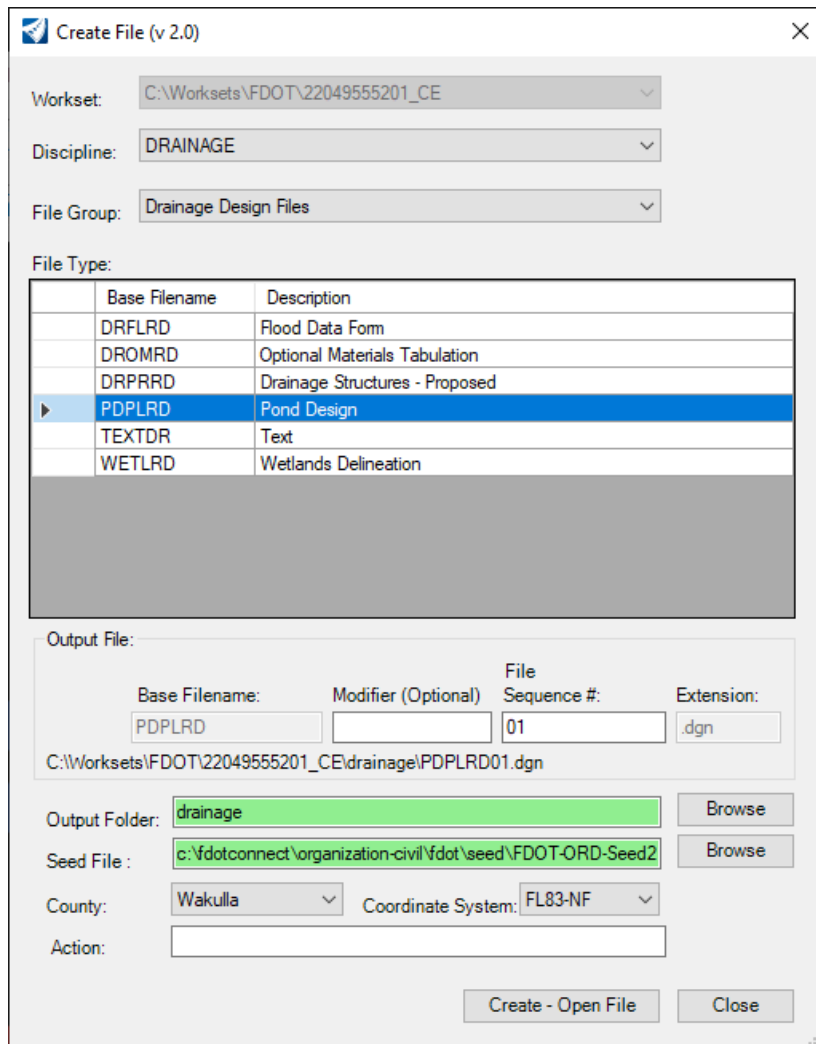 Create File (v 2.0)
Workset: C:\Worksets\FDOT\22049555201_CE
Discipline: DRAINAGE
File Group: Drainage Design Files
File Type:
Base Filename Description
DRFLRD Flood Data Form
DROMRD Optional Materials Tabulation
DRPRRD Drainage Structures - Proposed
PDPLRD Pond Design
TEXTDR Text
WETLRD Wetlands Delineation
Output File:
File
Base Filename: Modifier (Optional) Sequence #: Extension:
PDPLRD 01 .dgn
C:\Worksets\FDOT\22049555201_CE\drainage\PDPLRD01.dgn
Output Folder: drainage Browse
Seed File : c:\fdotconnect\organization-civil\fdot\seed\FDOT-ORD-Seed2 Browse
County: Wakulla Coordinate System: FL83-NF
Action:
Create - Open File Close